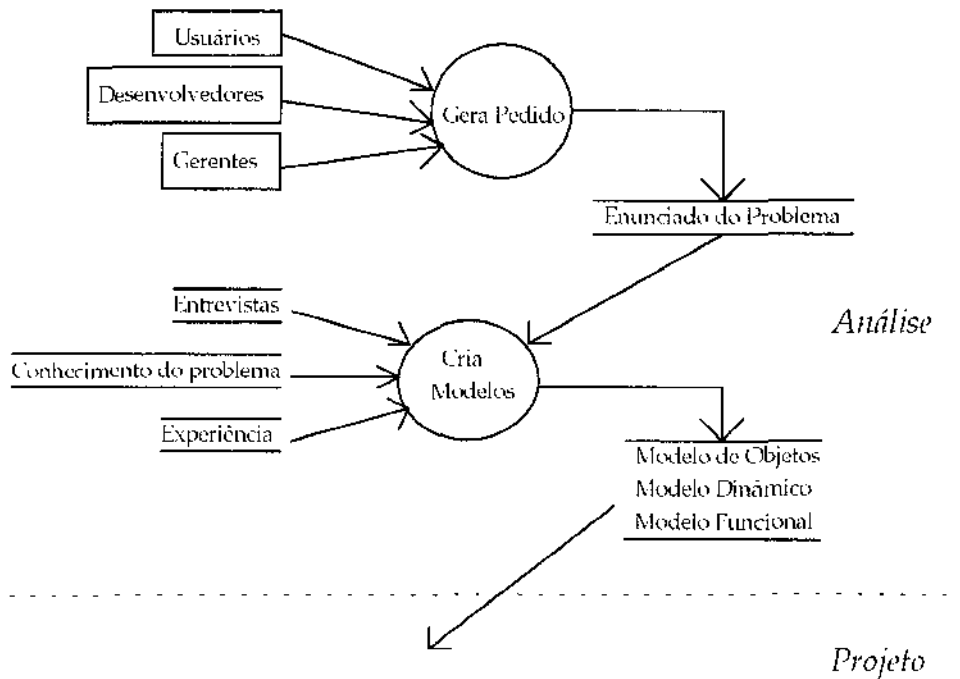 Usuários
Desenvolvedores
Gera Pedido
Gerentes
Enunciado do Problema
Entrevistas
Análise
Conhecimento do problema
Cria
Modelos
Experiência
Modelo de Objetos
Modelo Dinâmico
Modelo Funcional
Projeto